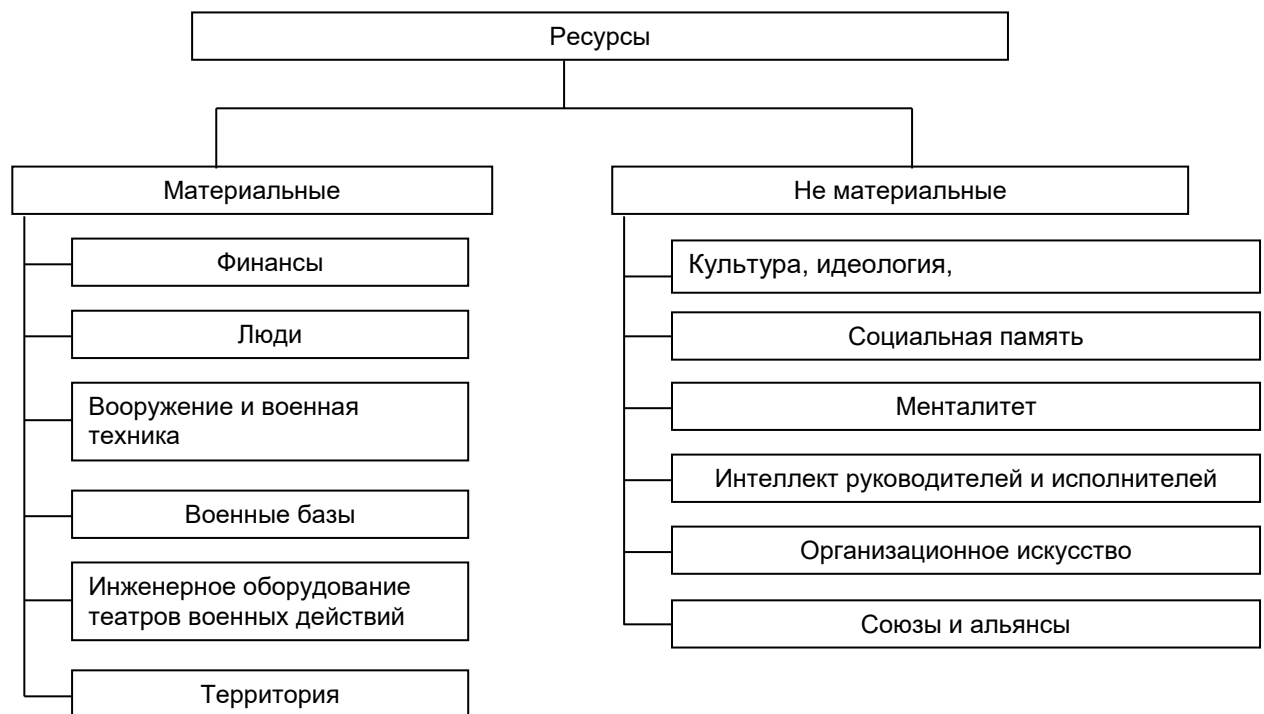 Ресурсы
Материальные
Финансы
Люди
Вооружение и военная
техника
Военные базы
Инженерное оборудование
театров военных действий
Территория
Не материальные
Культура, идеология,
Социальная память
Менталитет
Интеллект руководителей и исполнителей
Организационное искусство
Союзы и альянсы